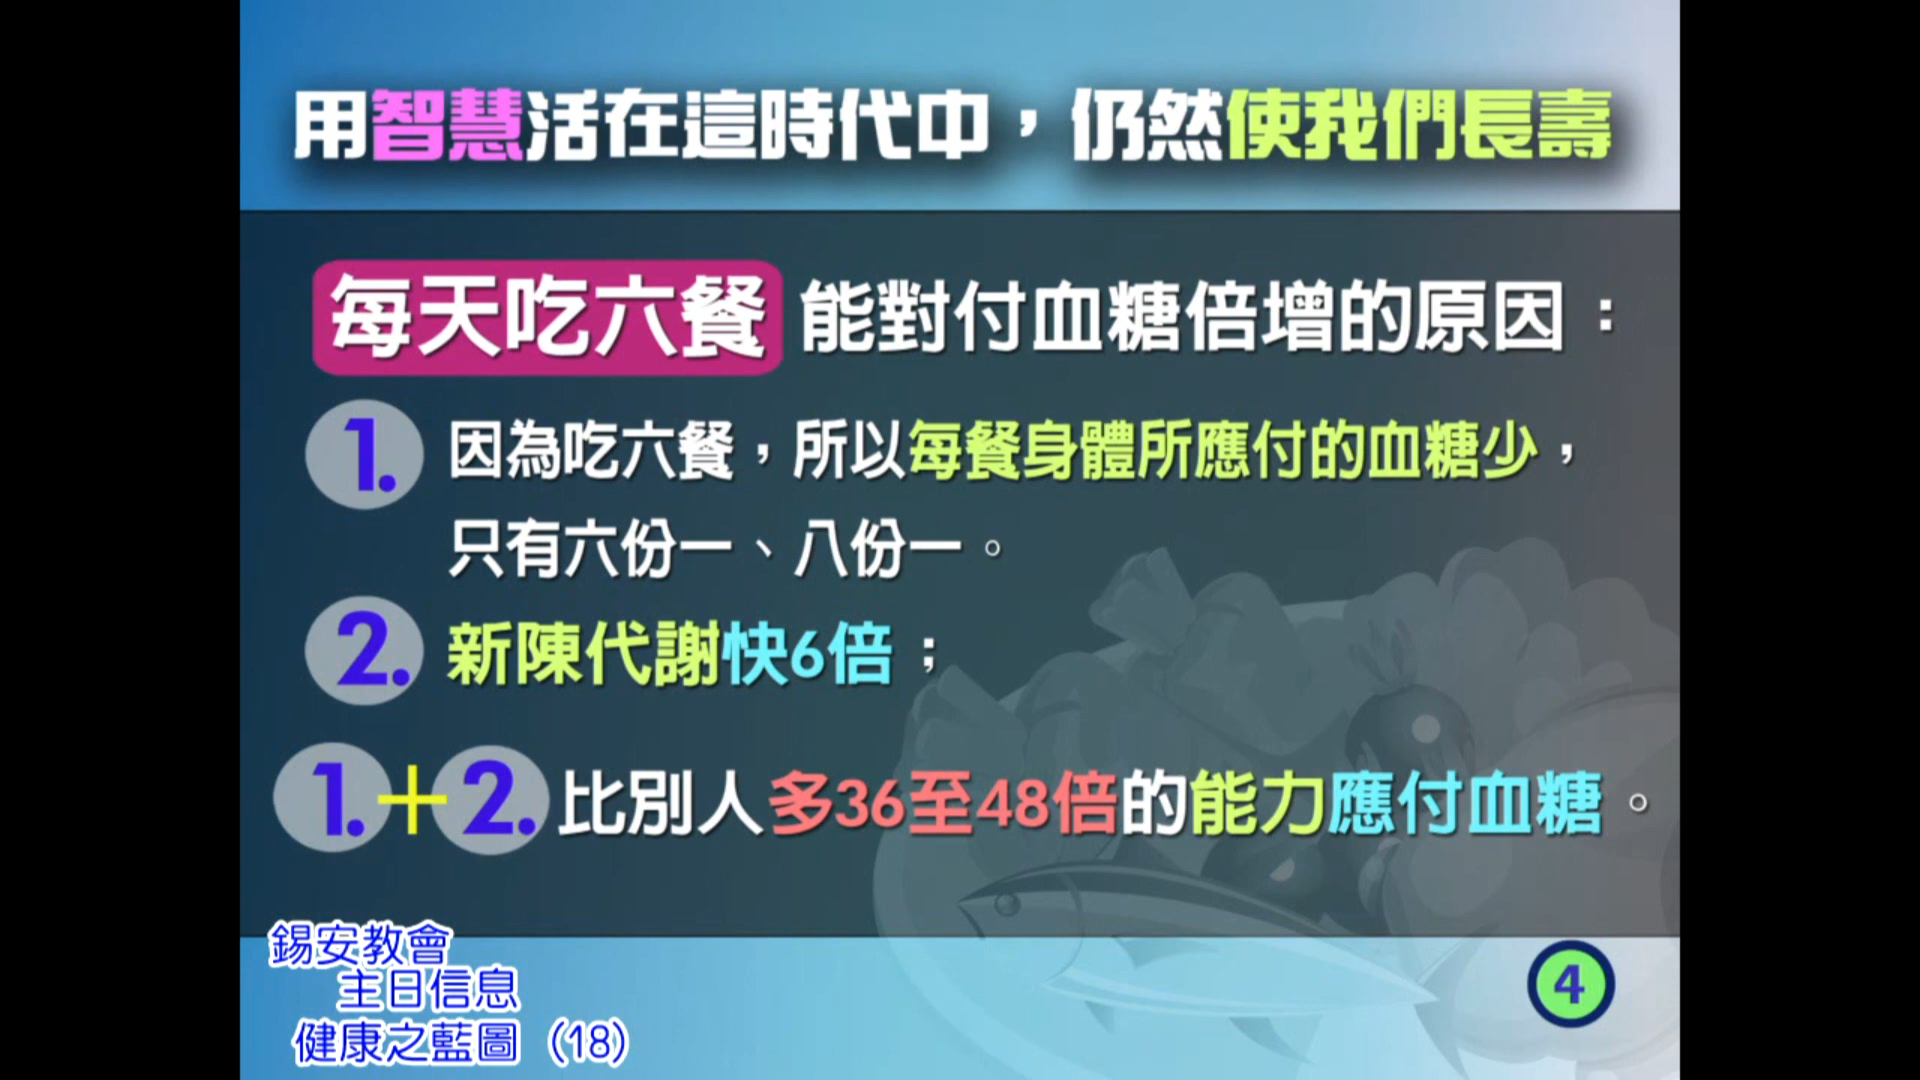 用智慧活在這時代中，仍然使我們長壽
每天吃六餐 能對付血糖倍增的原因：
1. 因為吃六餐，所以每餐身體所應付的血糖少，
只有六份一、八份一。
2. 新陳代謝快6倍；
1.+2. 比別人多36至48倍的能力應付血糖。
錫安教會
主日信息
健康之藍圖（18）
4